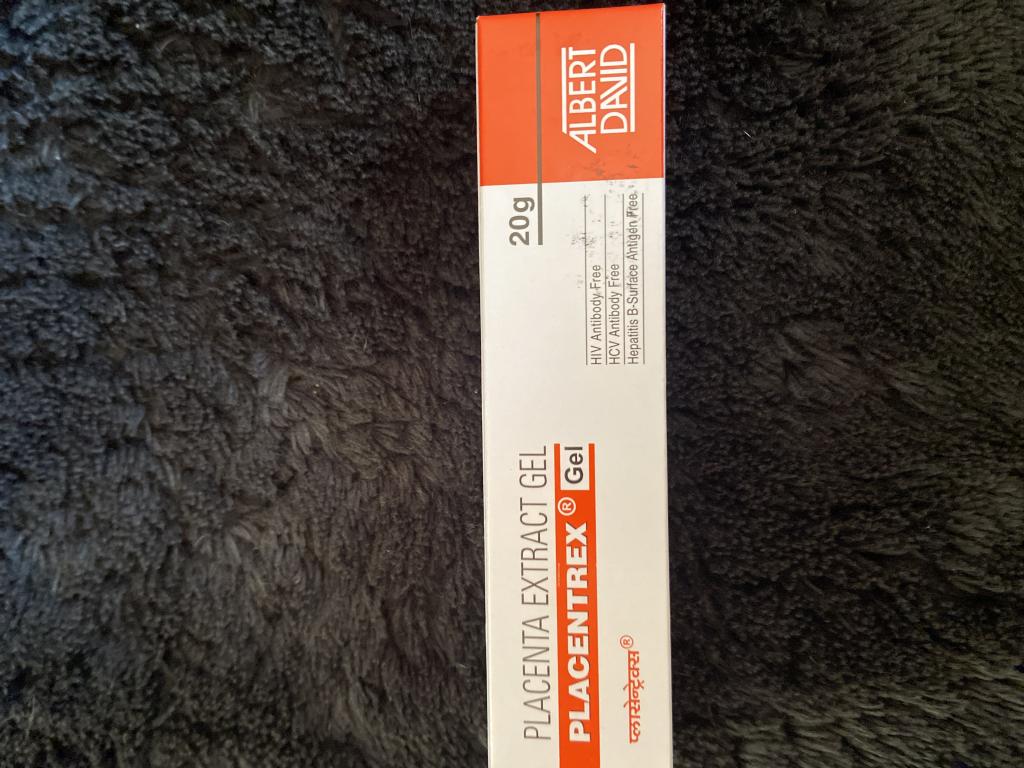 PLACENTA EXTRACT GEL
PLACENTREX® Gel
प्लासेन्ट्रेक्स®
20g
HIV Antibody Free
HCV Antibody Free
Hepatitis B-Surface Antigen Free
ALBERT
DAVID